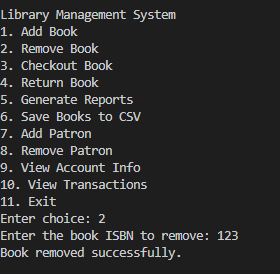 Library Management System
1. Add Book
2. Remove Book
3. Checkout Book
4. Return Book
5. Generate Reports
6. Save Books to CSV
7. Add Patron
8. Remove Patron
9. View Account Info
10. View Transactions
11. Exit
Enter choice: 2
Enter the book ISBN to remove: 123
Book removed successfully.